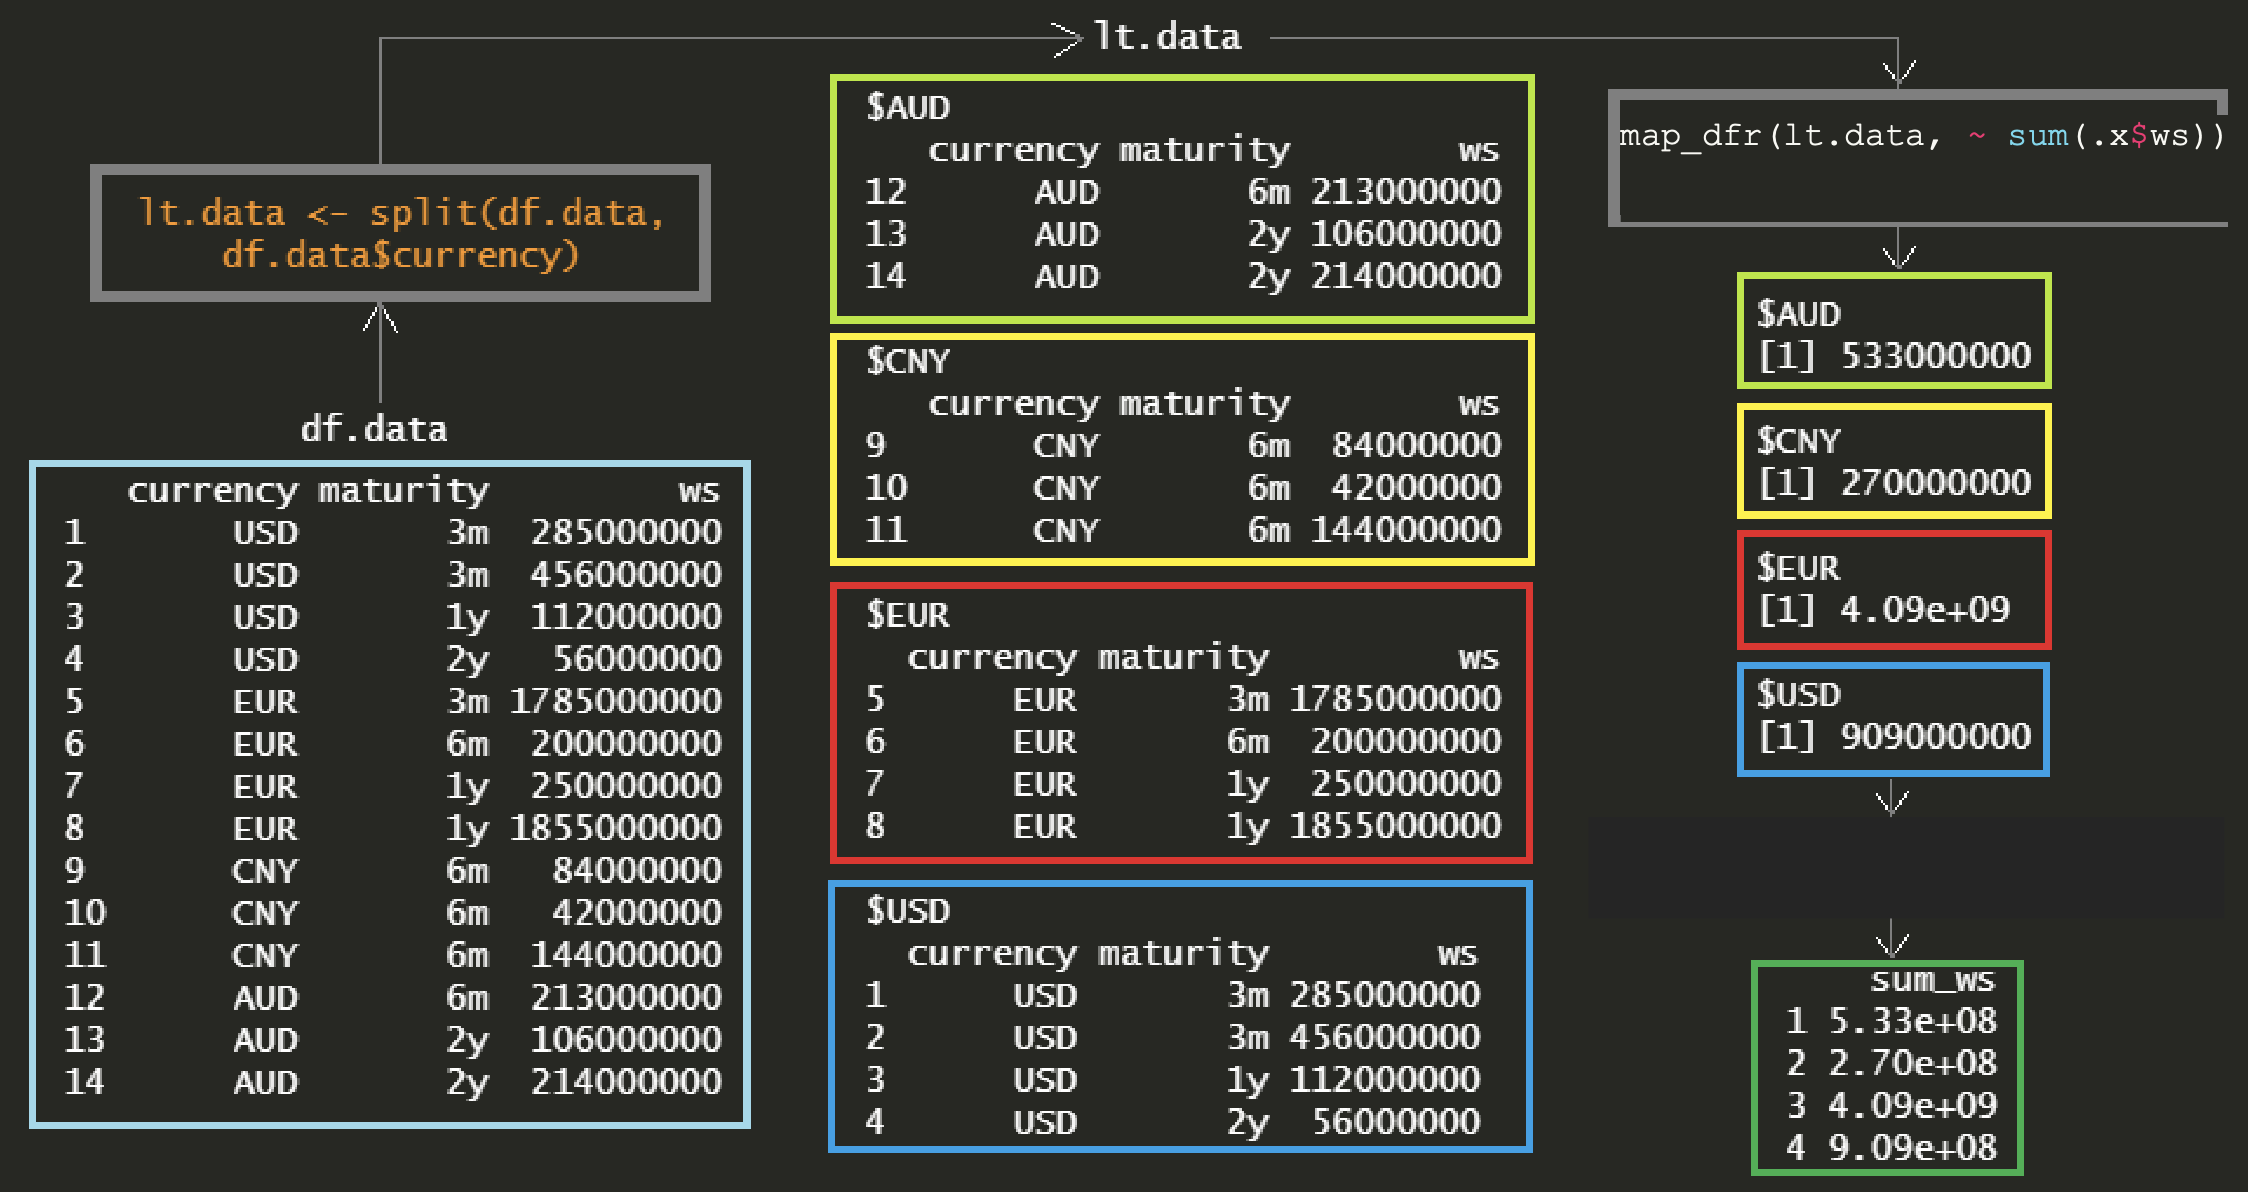 lt.data
lt.data <- split(df.data,
df.data$currency)
df.data
currency maturity ws
1 USD 3m 285000000
2 USD 3m 456000000
3 USD 1y 112000000
4 USD 2y 56000000
5 EUR 3m 1785000000
6 EUR 6m 200000000
7 EUR 1y 250000000
8 EUR 1y 1855000000
9 CNY 6m 84000000
10 CNY 6m 42000000
11 CNY 6m 144000000
12 AUD 6m 213000000
13 AUD 2y 106000000
14 AUD 2y 214000000
$AUD
currency maturity ws
12 AUD 6m 213000000
13 AUD 2y 106000000
14 AUD 2y 214000000
$CNY
currency maturity ws
9 CNY 6m 84000000
10 CNY 6m 42000000
11 CNY 6m 144000000
$EUR
currency maturity ws
5 EUR 3m 1785000000
6 EUR 6m 200000000
7 EUR 1y 250000000
8 EUR 1y 1855000000
$USD
currency maturity ws
1 USD 3m 285000000
2 USD 3m 456000000
3 USD 1y 112000000
4 USD 2y 56000000
map_dfr(lt.data, ~ sum(.x$ws))
$AUD
[1] 533000000
$CNY
[1] 270000000
$EUR
[1] 4.09e+09
$USD
[1] 909000000
sum_ws
1 5.33e+08
2 2.70e+08
3 4.09e+09
4 9.09e+08